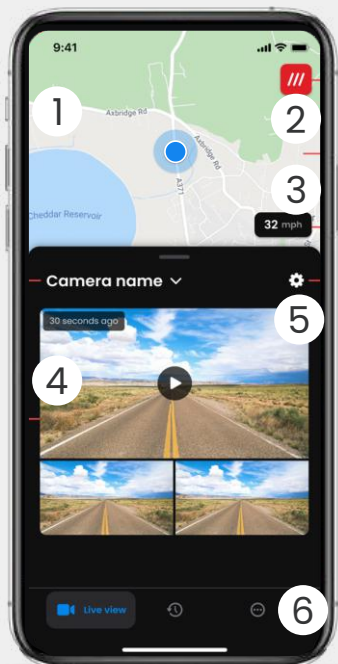 9:41
1
Axbridge Rd
2
Axbridge Rd
3
A371
Cheddar Reservoir
32 mph
Camera name
5
30 seconds ago
4
Live view
6